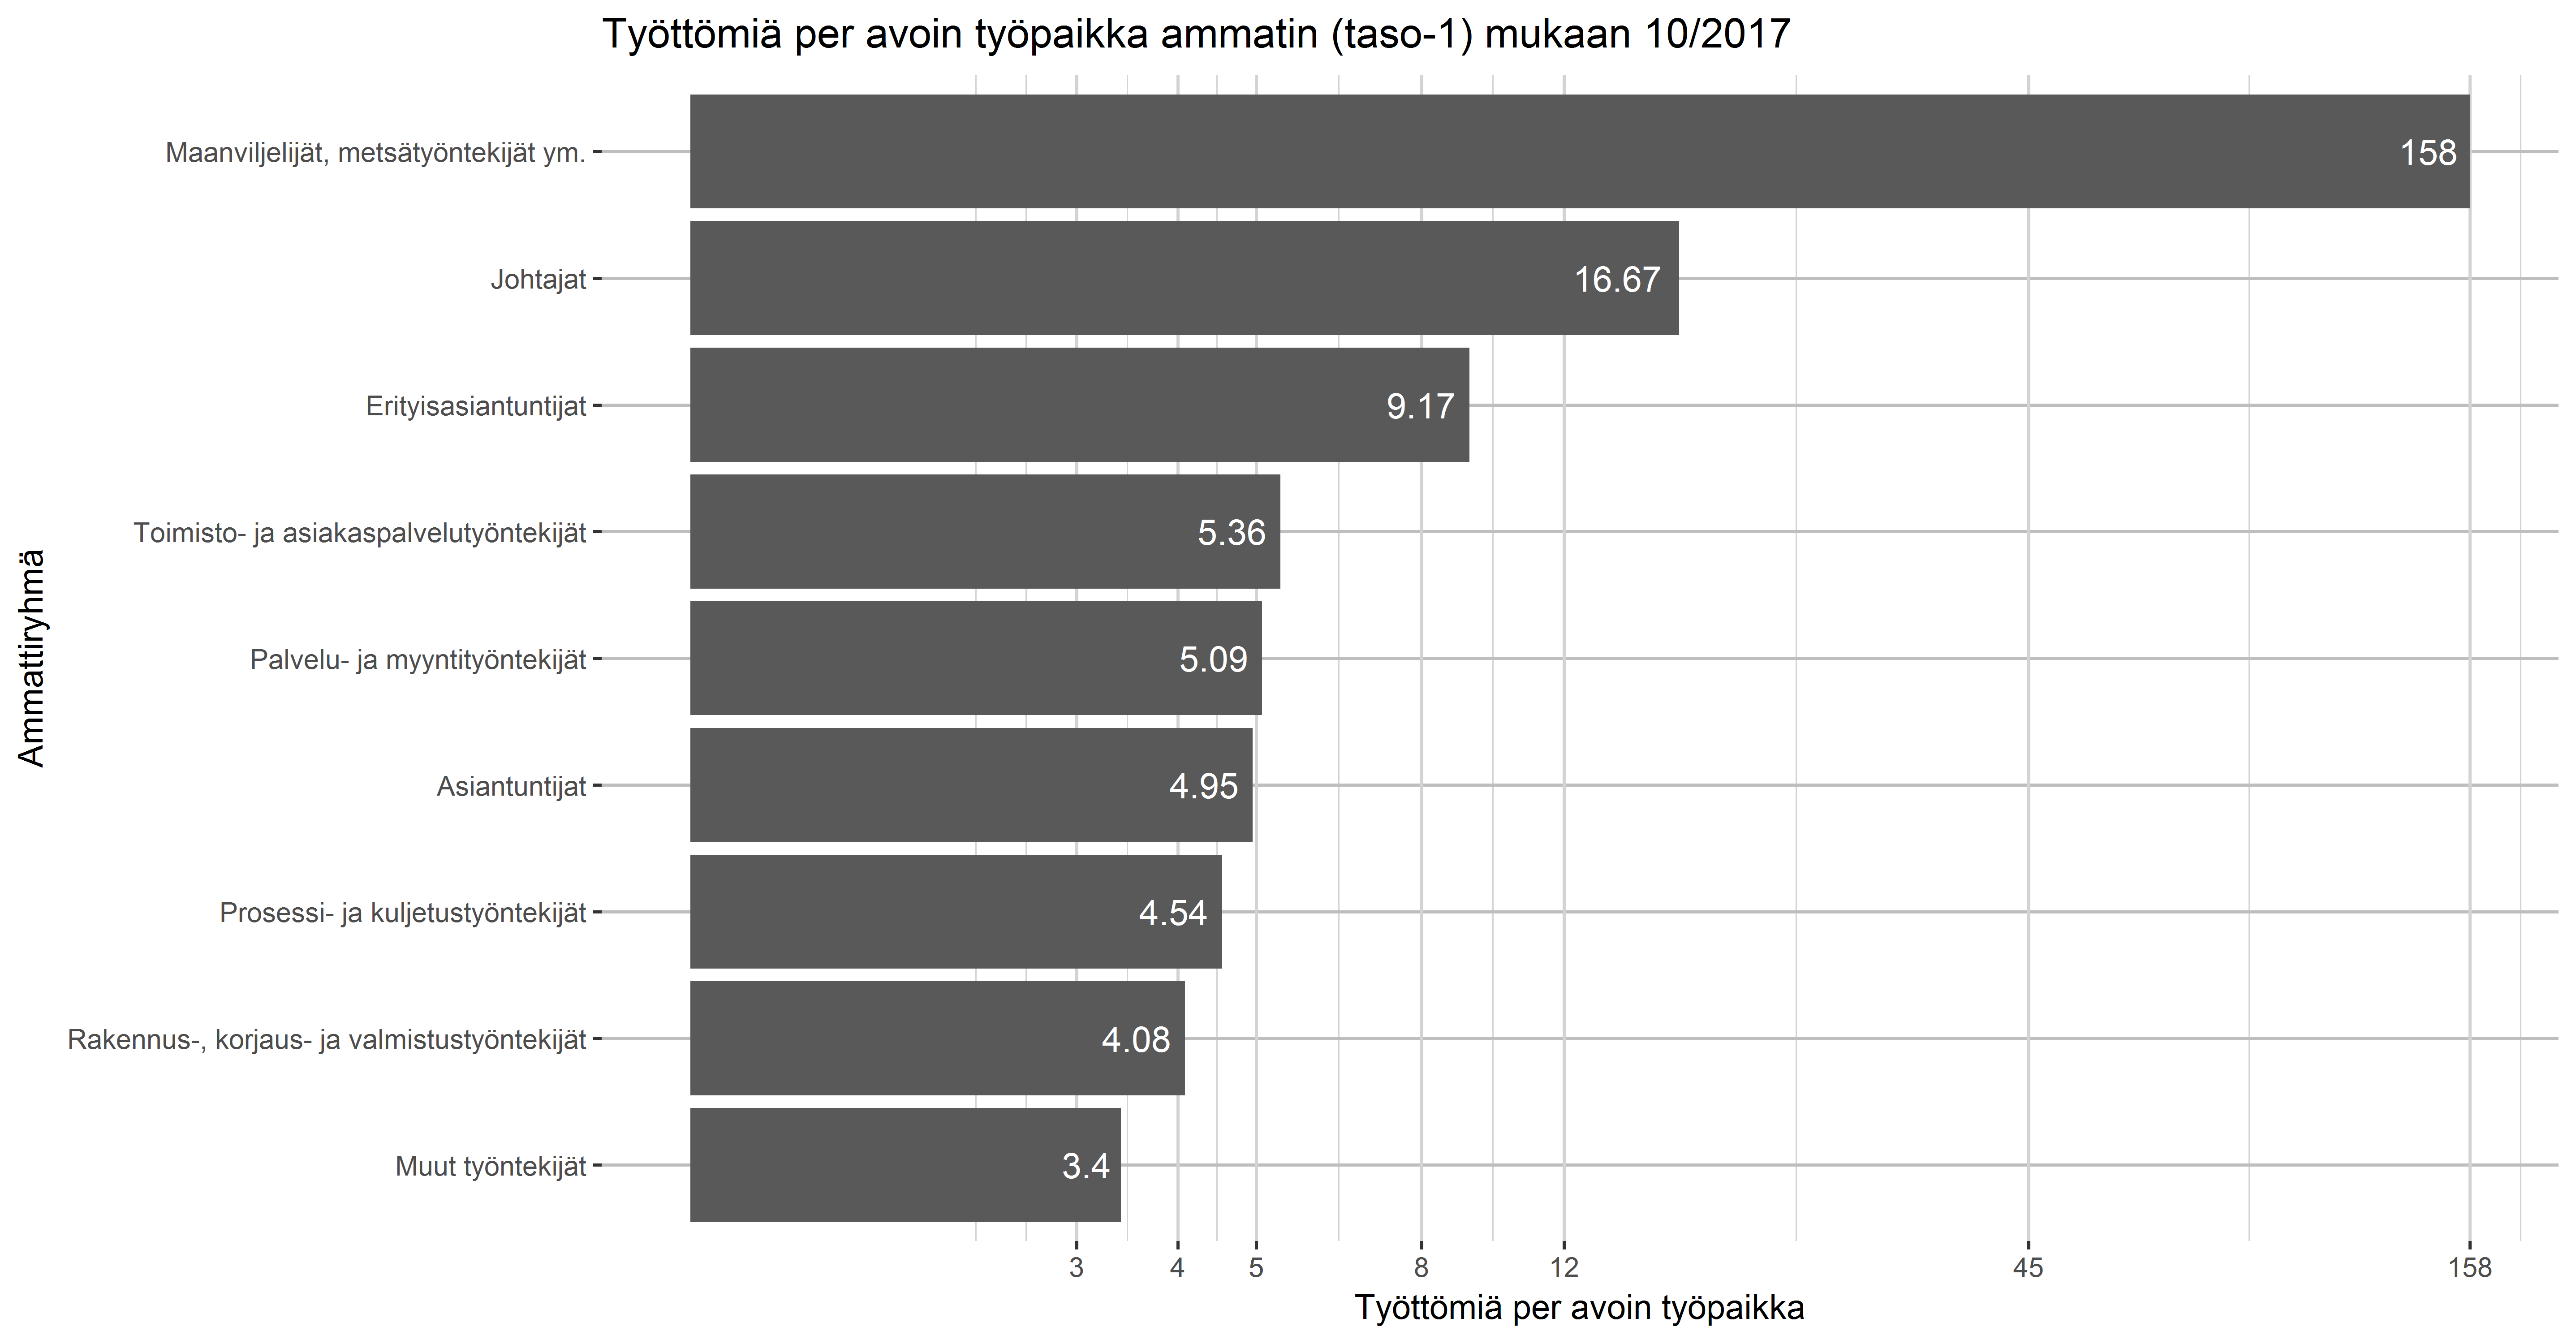 Työttömiä per avoin työpaikka ammatin (taso-1) mukaan 10/2017
Ammattiryhmä
Maanviljelijät, metsätyöntekijät ym.
158
Johtajat
16.67
Erityisasiantuntijat
9.17
Toimisto- ja asiakaspalvelutyöntekijät
5.36
Palvelu- ja myyntityöntekijät
5.09
Asiantuntijat
4.95
Prosessi- ja kuljetustyöntekijät
4.54
Rakennus-, korjaus- ja valmistustyöntekijät
4.08
Muut työntekijät
3.4
3 4 5 8 12 45 158
Työttömiä per avoin työpaikka